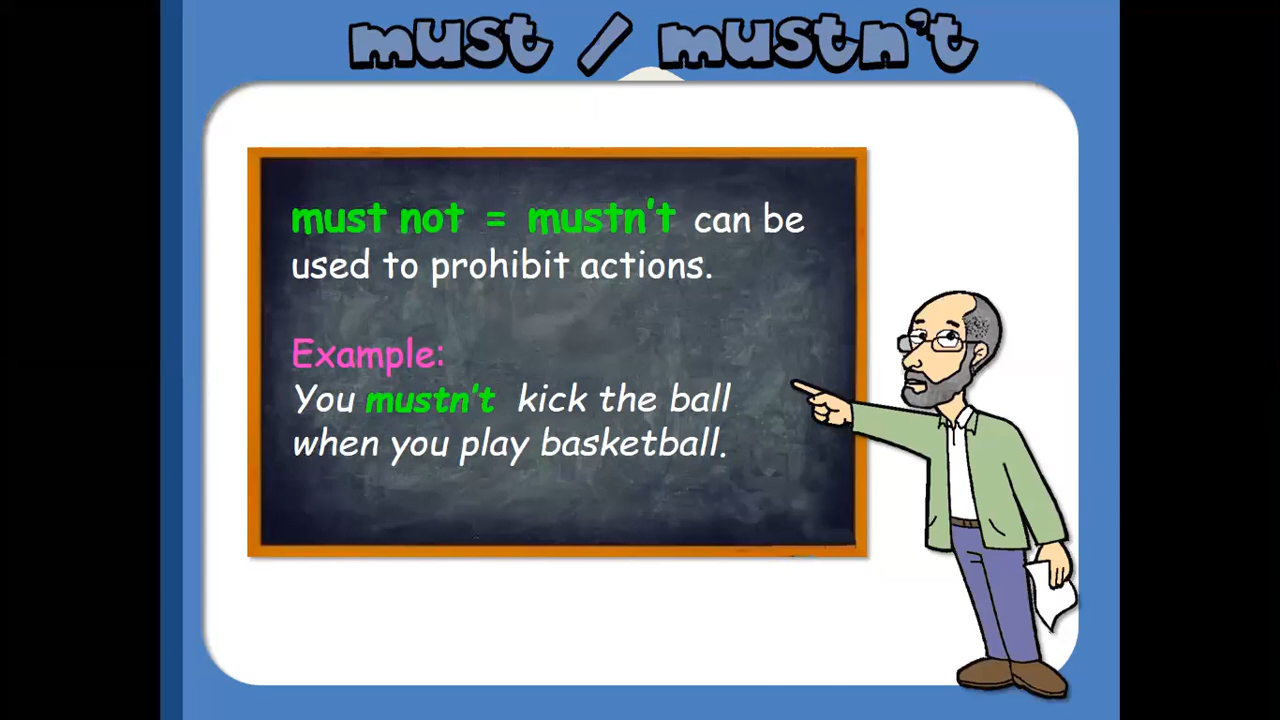 must / mustn't
must not = mustn't can be
used to prohibit actions.
Example:
You mustn't kick the ball
when you play basketball.